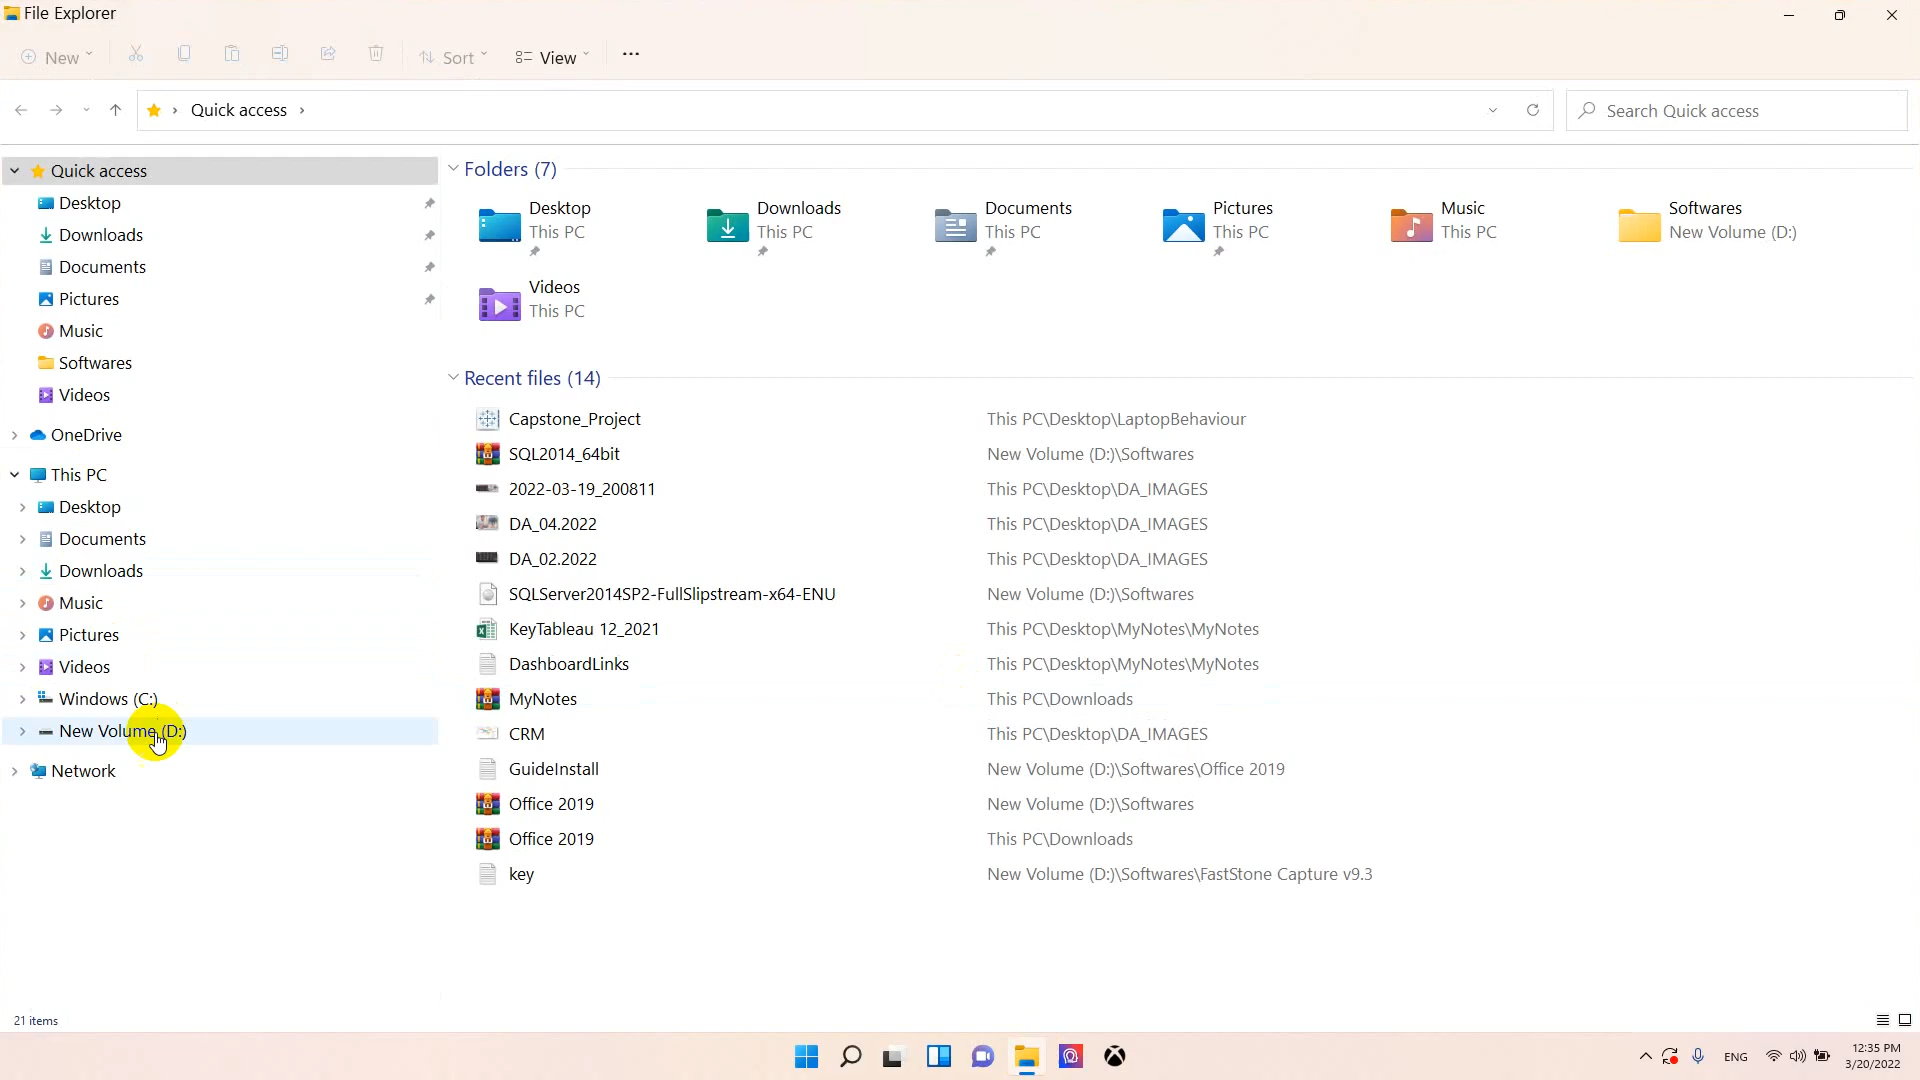 File Explorer
New
Sort
View
Quick access
Search Quick access
Quick access
Desktop
Downloads
Documents
Pictures
Music
Softwares
Videos
OneDrive
This PC
Desktop
Documents
Downloads
Music
Pictures
Videos
Windows (C:)
New Volume (D:)
Network
Folders (7)
Desktop
This PC
Downloads
This PC
Documents
This PC
Pictures
This PC
Music
This PC
Softwares
New Volume (D:)
Videos
This PC
Recent files (14)
Capstone_Project This PC\Desktop\LaptopBehaviour
SQL2014_64bit New Volume (D:)\Softwares
2022-03-19_200811 This PC\Desktop\DA_IMAGES
DA_04.2022 This PC\Desktop\DA_IMAGES
DA_02.2022 This PC\Desktop\DA_IMAGES
SQLServer2014SP2-FullSlipstream-x64-ENU New Volume (D:)\Softwares
KeyTableau 12_2021 This PC\Desktop\MyNotes\MyNotes
DashboardLinks This PC\Desktop\MyNotes\MyNotes
MyNotes This PC\Downloads
CRM This PC\Desktop\DA_IMAGES
GuideInstall New Volume (D:)\Softwares\Office 2019
Office 2019 New Volume (D:)\Softwares
Office 2019 This PC\Downloads
key New Volume (D:)\Softwares\FastStone Capture v9.3
21 items
ENG
12:35 PM
3/20/2022